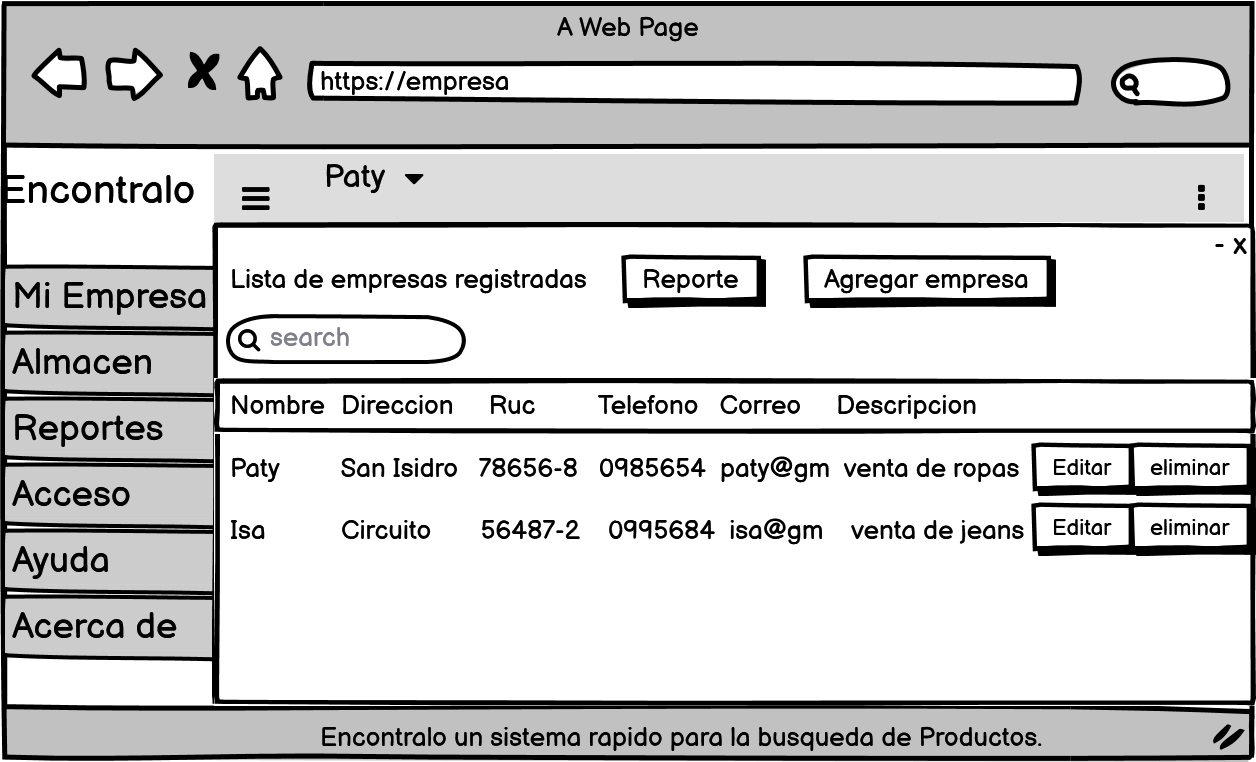 A Web Page
https://empresa
Encontralo
Paty
- x
Lista de empresas registradas Reporte Agregar empresa
search
Mi Empresa
Almacen
Reportes
Acceso
Ayuda
Acerca de
Nombre Direccion Ruc Telefono Correo Descripcion
Paty San Isidro 78656-8 0985654 paty@gm venta de ropas Editar eliminar
Isa Circuito 56487-2 0995684 isa@gm venta de jeans Editar eliminar
Encontralo un sistema rapido para la busqueda de Productos.